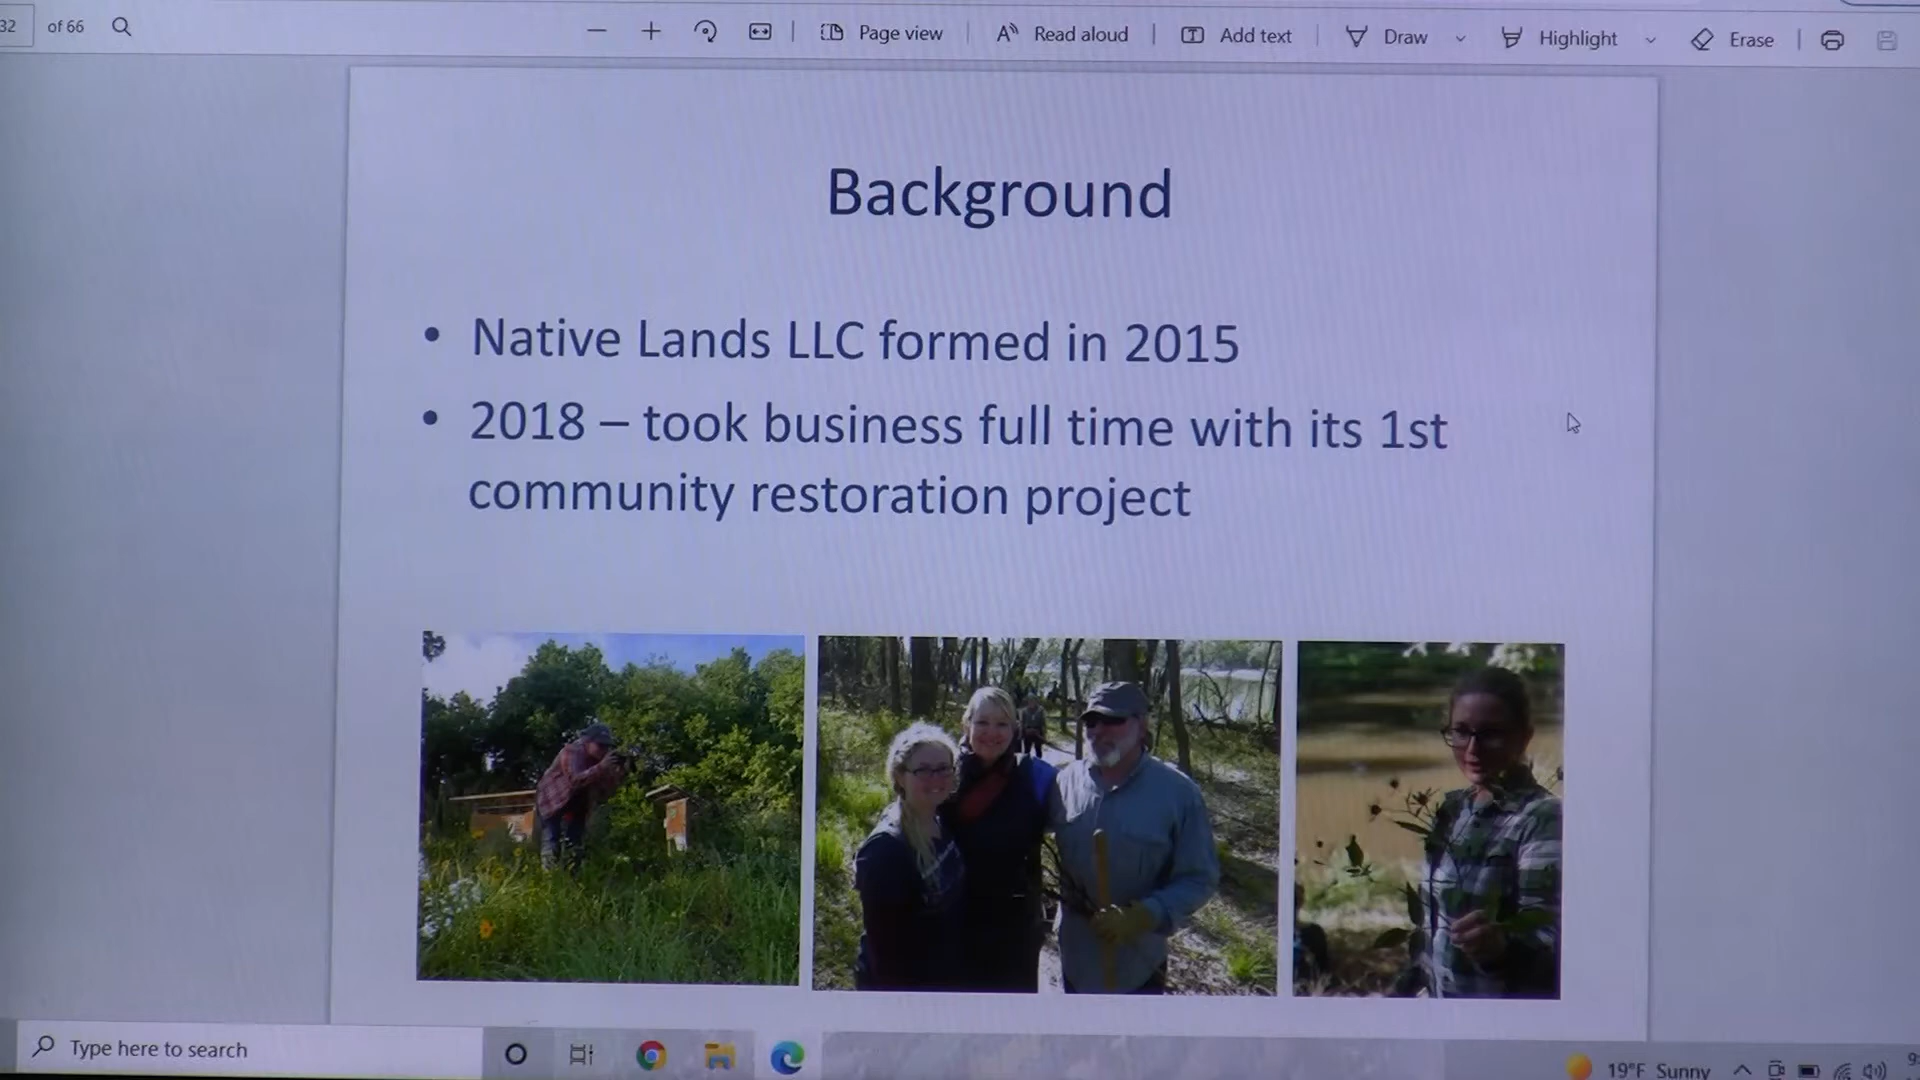 32 of 66 Page view Read aloud Add text Draw Highlight Erase
Background
• Native Lands LLC formed in 2015
• 2018 – took business full time with its 1st
community restoration project
Type here to search
19°F Sunny